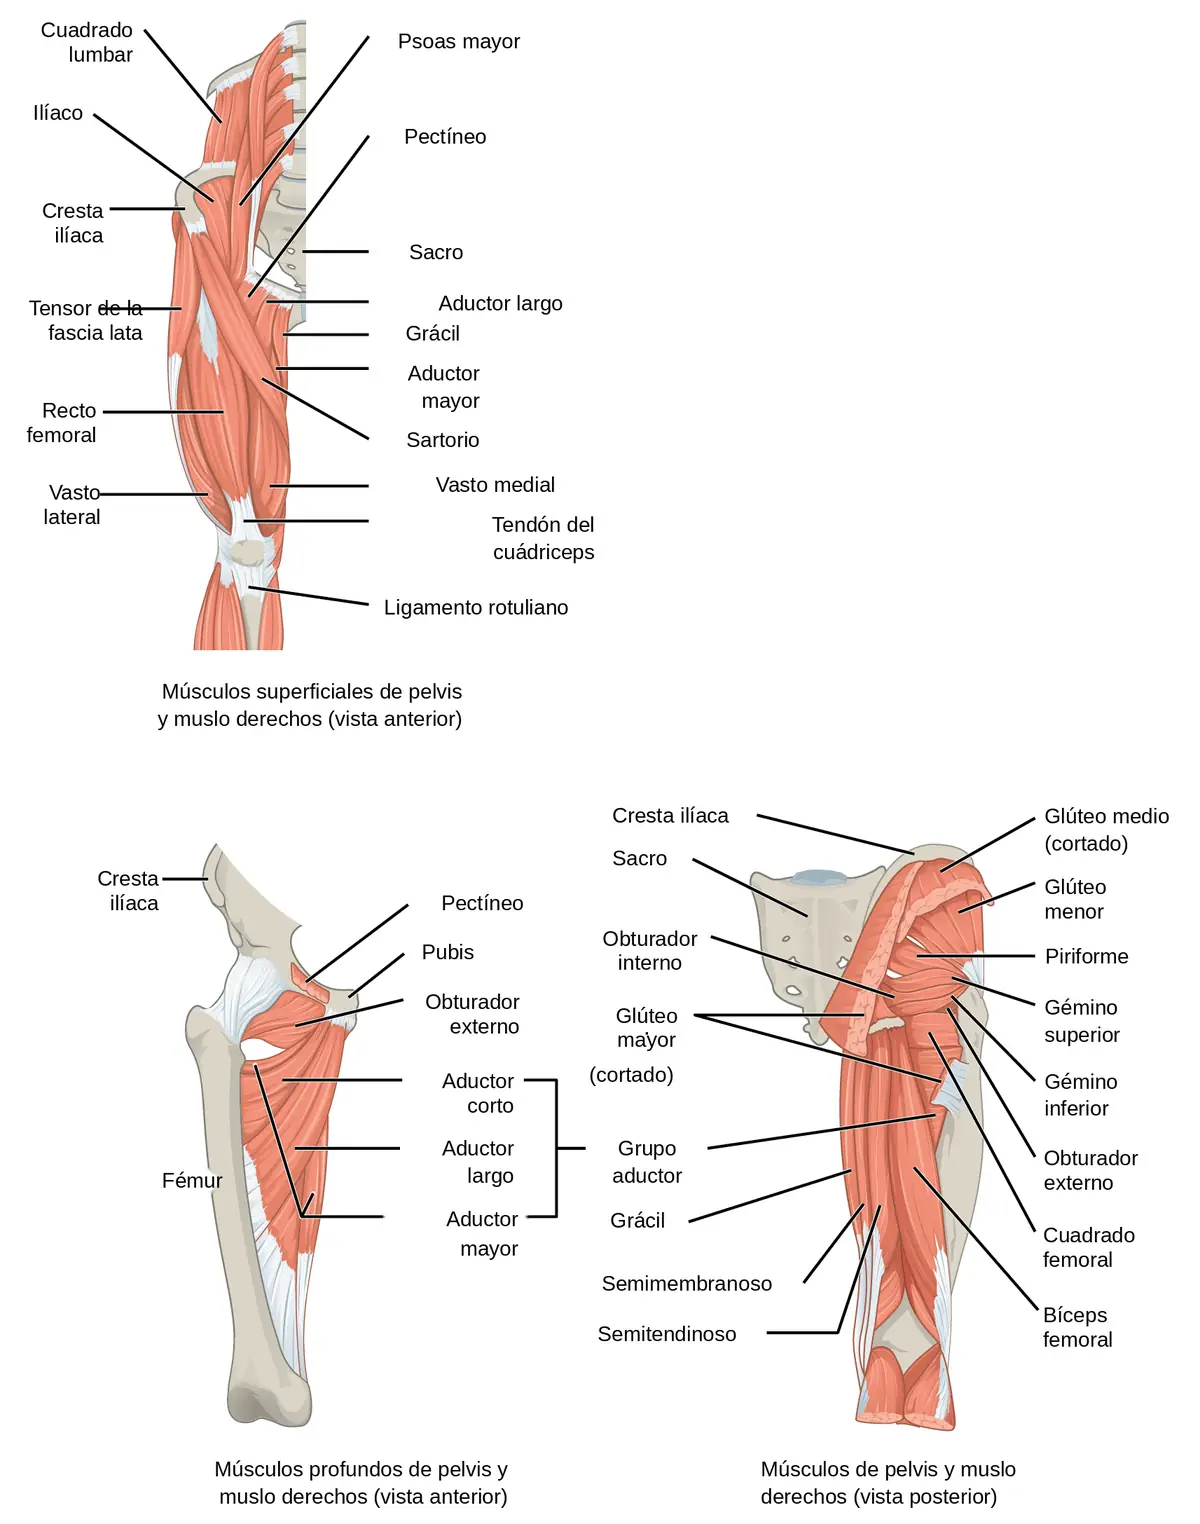 Cuadrado
lumbar
Ilíaco
Cresta
ilíaca
Tensor de la
fascia lata
Recto
femoral
Vasto
lateral
Psoas mayor
Pectíneo
Sacro
Aductor largo
Grácil
Aductor
mayor
Sartorio
Vasto medial
Tendón del
cuádriceps
Ligamento rotuliano
Músculos superficiales de pelvis
y muslo derechos (vista anterior)
Cresta
ilíaca
Fémur
Pectíneo
Pubis
Obturador
externo
Aductor
corto
Aductor
largo
Aductor
mayor
Músculos profundos de pelvis y
muslo derechos (vista anterior)
Cresta ilíaca
Sacro
Obturador
interno
Glúteo
mayor
(cortado)
Grupo
aductor
Grácil
Semimembranoso
Semitendinoso
Glúteo medio
(cortado)
Glúteo
menor
Piriforme
Gémino
superior
Gémino
inferior
Obturador
externo
Cuadrado
femoral
Bíceps
femoral
Músculos de pelvis y muslo
derechos (vista posterior)